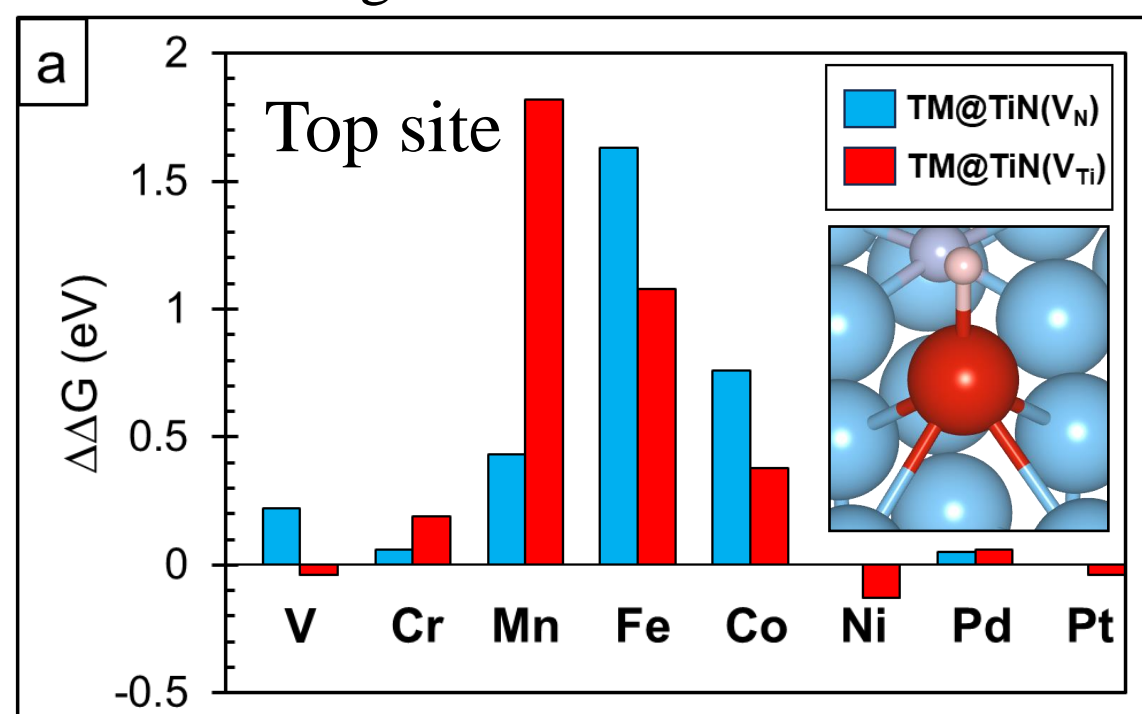 a
Top site
TM@TiN(V_N)
TM@TiN(V_Ti)
ΔΔG (eV)
2
1.5
1
0.5
0
-0.5
V Cr Mn Fe Co Ni Pd Pt